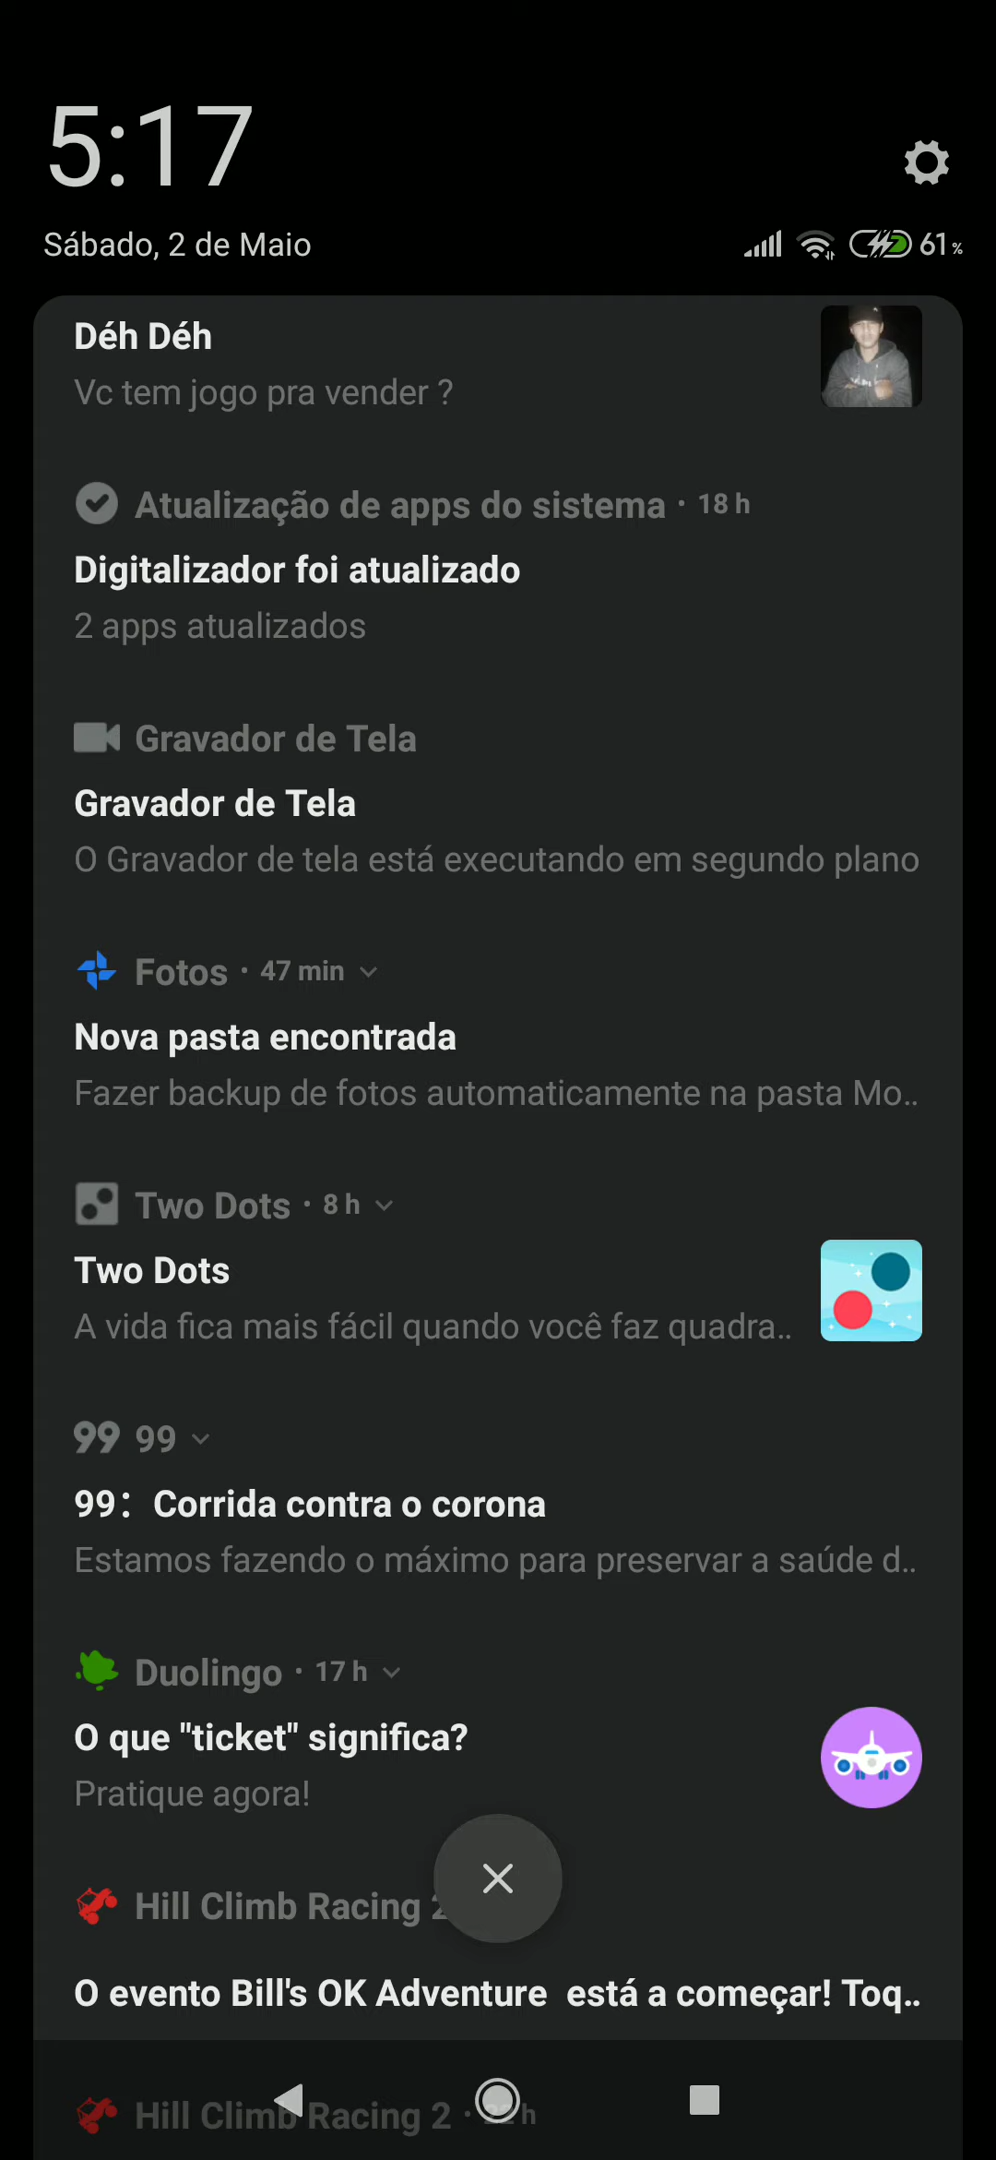 5:17
Sábado, 2 de Maio
61%
Déh Déh
Vc tem jogo pra vender ?
Atualização de apps do sistema · 18 h
Digitalizador foi atualizado
2 apps atualizados
Gravador de Tela
Gravador de Tela
O Gravador de tela está executando em segundo plano
Fotos · 47 min
Nova pasta encontrada
Fazer backup de fotos automaticamente na pasta Mo..
Two Dots · 8 h
Two Dots
A vida fica mais fácil quando você faz quadra..
99 99
99: Corrida contra o corona
Estamos fazendo o máximo para preservar a saúde d..
Duolingo · 17 h
O que "ticket" significa?
Pratique agora!
Hill Climb Racing 2
O evento Bill's OK Adventure está a começar! Toq..
Hill Climb Racing 2 · h